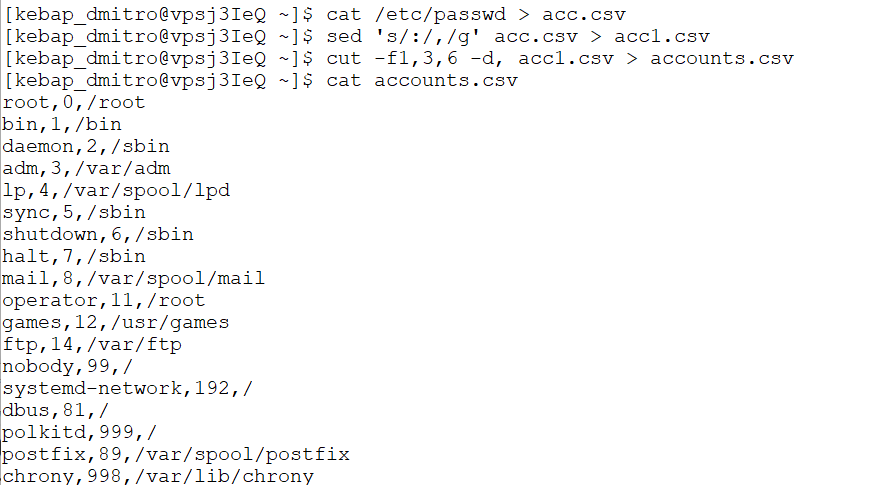 [kebap_dmitro@vpsj3IeQ ~]$ cat /etc/passwd > acc.csv
[kebap_dmitro@vpsj3IeQ ~]$ sed 's/:/,/g' acc.csv > acc1.csv
[kebap_dmitro@vpsj3IeQ ~]$ cut -f1,3,6 -d, acc1.csv > accounts.csv
[kebap_dmitro@vpsj3IeQ ~]$ cat accounts.csv
root,0,/root
bin,1,/bin
daemon,2,/sbin
adm,3,/var/adm
lp,4,/var/spool/lpd
sync,5,/sbin
shutdown,6,/sbin
halt,7,/sbin
mail,8,/var/spool/mail
operator,11,/root
games,12,/usr/games
ftp,14,/var/ftp
nobody,99,/
systemd-network,192,/
dbus,81,/
polkitd,999,/
postfix,89,/var/spool/postfix
chrony,998,/var/lib/chrony